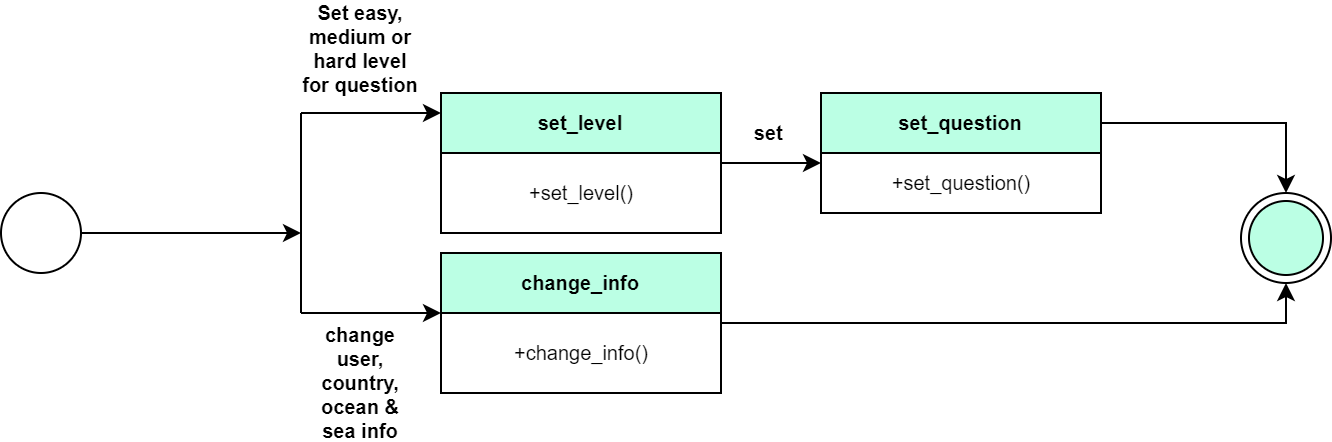 Set easy,
medium or
hard level
for question
set_level
+set_level()
set
set_question
+set_question()
change_info
+change_info()
change
user,
country,
ocean &
sea info